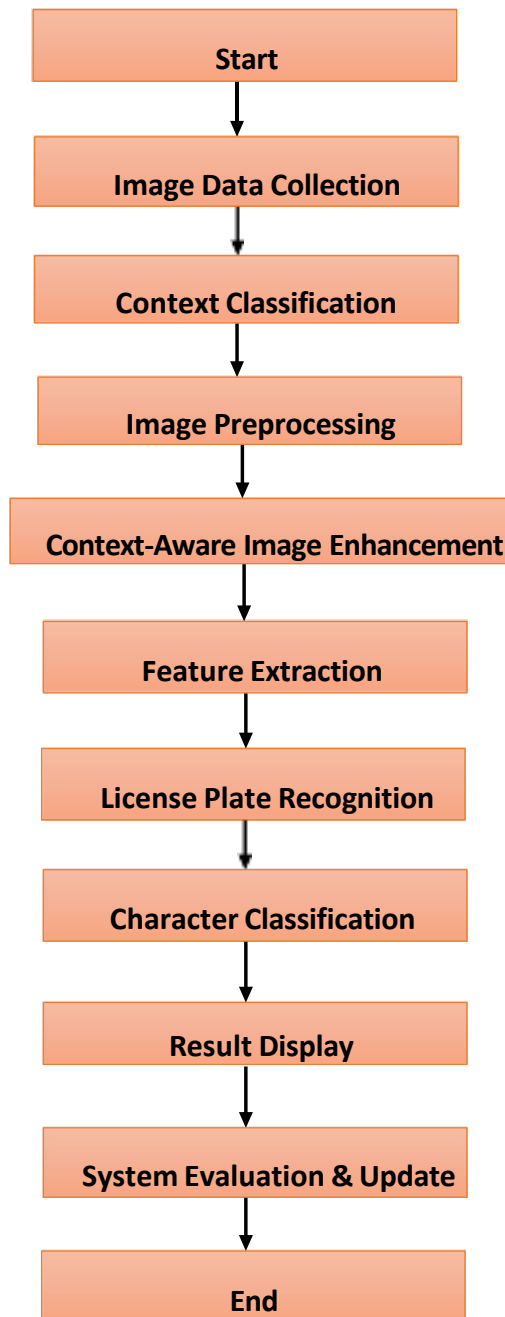 Start
Image Data Collection
Context Classification
Image Preprocessing
Context-Aware Image Enhancement
Feature Extraction
License Plate Recognition
Character Classification
Result Display
System Evaluation & Update
End